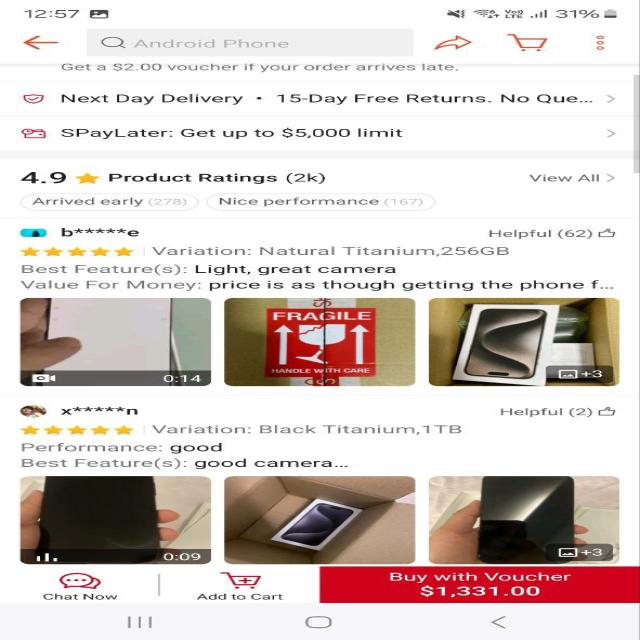 12:57
Vo)) LTE 31%
Android Phone
Get a $2.00 voucher if your order arrives late.
Next Day Delivery • 15-Day Free Returns. No Que...
SPayLater: Get up to $5,000 limit
4.9 Product Ratings (2k) View All >
Arrived early (278) Nice performance (167)
b*****e Helpful (62)
Variation: Natural Titanium,256GB
Best Feature(s): Light, great camera
Value For Money: price is as though getting the phone f...
0:14
FRAGILE
HANDLE WITH CARE
+3
x*****n Helpful (2)
Variation: Black Titanium,1TB
Performance: good
Best Feature(s): good camera...
0:09
+3
Chat Now
Add to Cart
Buy with Voucher
$1,331.00